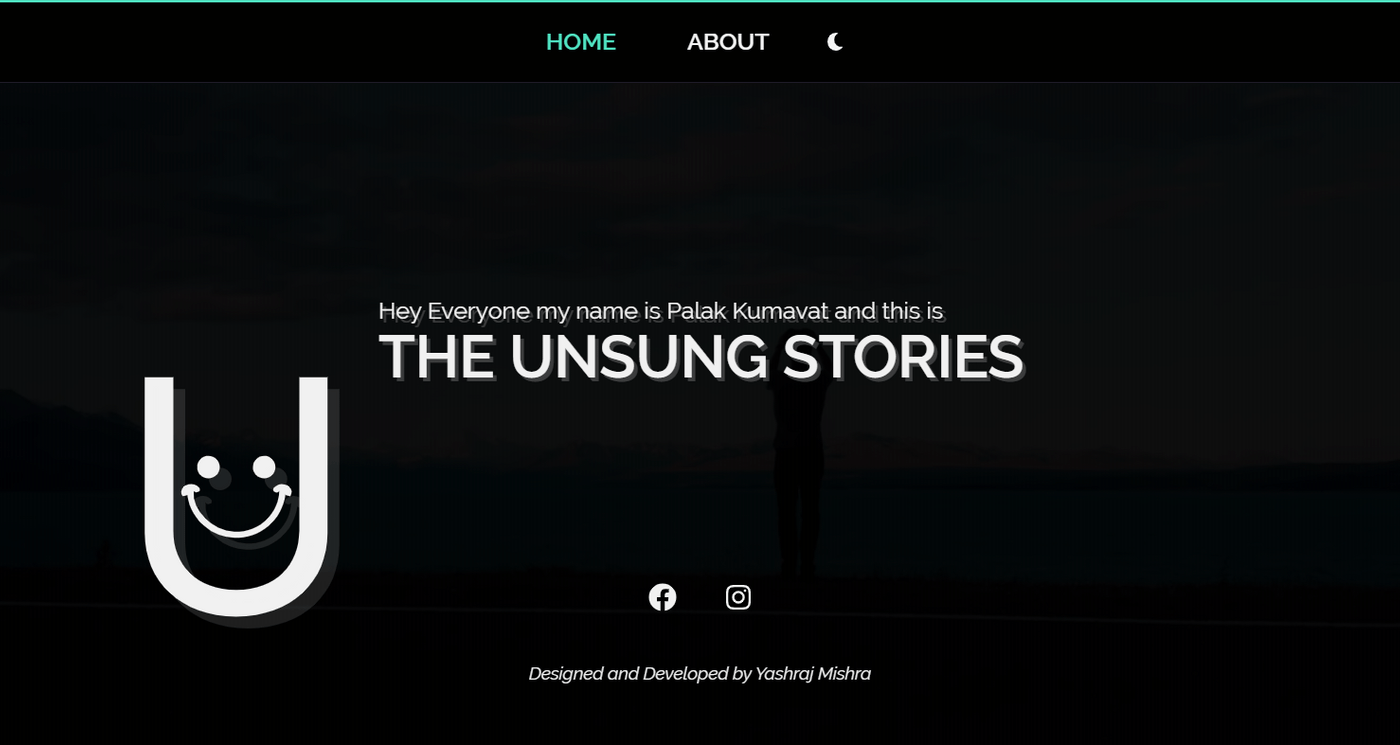 HOME ABOUT
Hey Everyone my name is Palak Kumavat and this is
THE UNSUNG STORIES
U
Designed and Developed by Yashraj Mishra